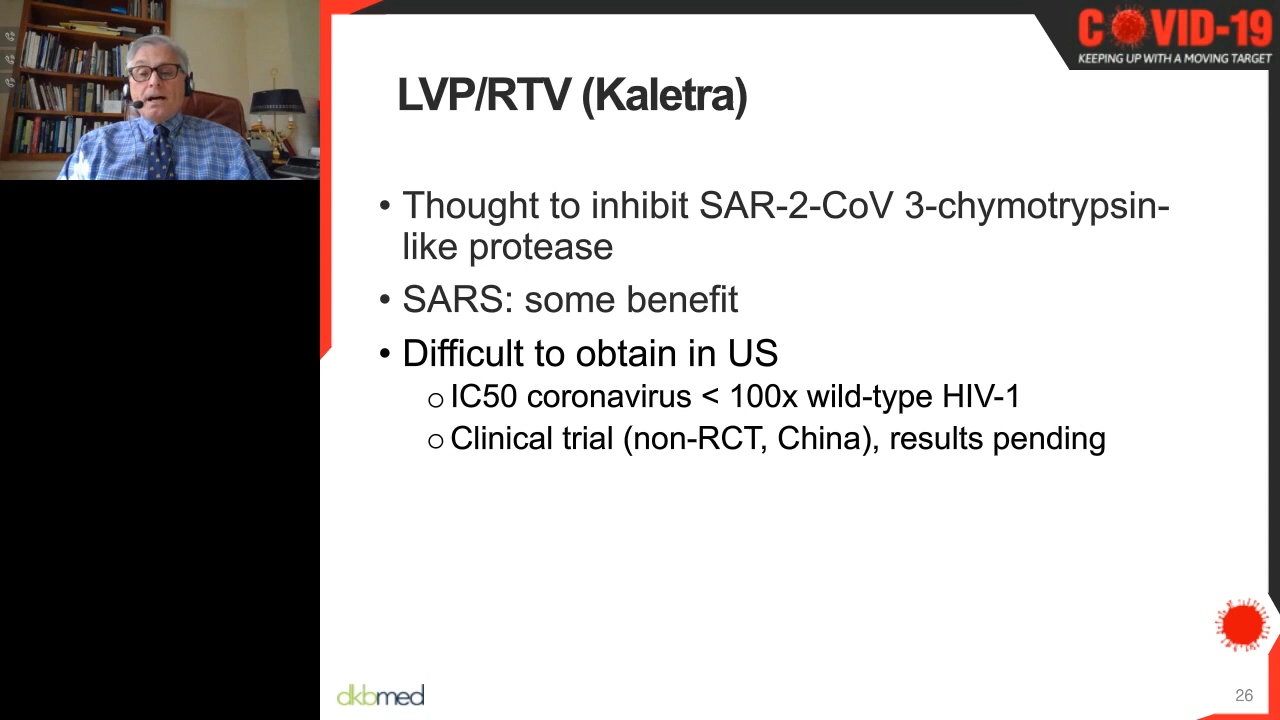 COVID-19
KEEPING UP WITH A MOVING TARGET
LVP/RTV (Kaletra)
• Thought to inhibit SAR-2-CoV 3-chymotrypsin-
like protease
• SARS: some benefit
• Difficult to obtain in US
○ IC50 coronavirus < 100x wild-type HIV-1
○ Clinical trial (non-RCT, China), results pending
dkbmed
26